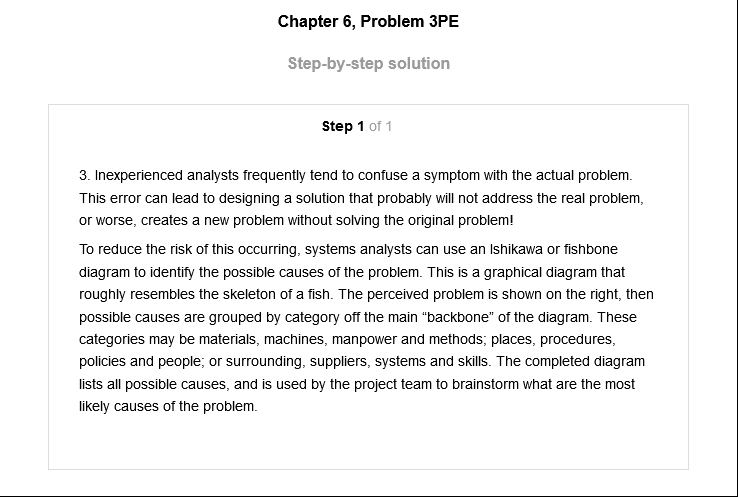 Chapter 6, Problem 3PE
Step-by-step solution
Step 1 of 1
3. Inexperienced analysts frequently tend to confuse a symptom with the actual problem.
This error can lead to designing a solution that probably will not address the real problem,
or worse, creates a new problem without solving the original problem!
To reduce the risk of this occurring, systems analysts can use an Ishikawa or fishbone
diagram to identify the possible causes of the problem. This is a graphical diagram that
roughly resembles the skeleton of a fish. The perceived problem is shown on the right, then
possible causes are grouped by category off the main “backbone” of the diagram. These
categories may be materials, machines, manpower and methods; places, procedures,
policies and people; or surrounding, suppliers, systems and skills. The completed diagram
lists all possible causes, and is used by the project team to brainstorm what are the most
likely causes of the problem.